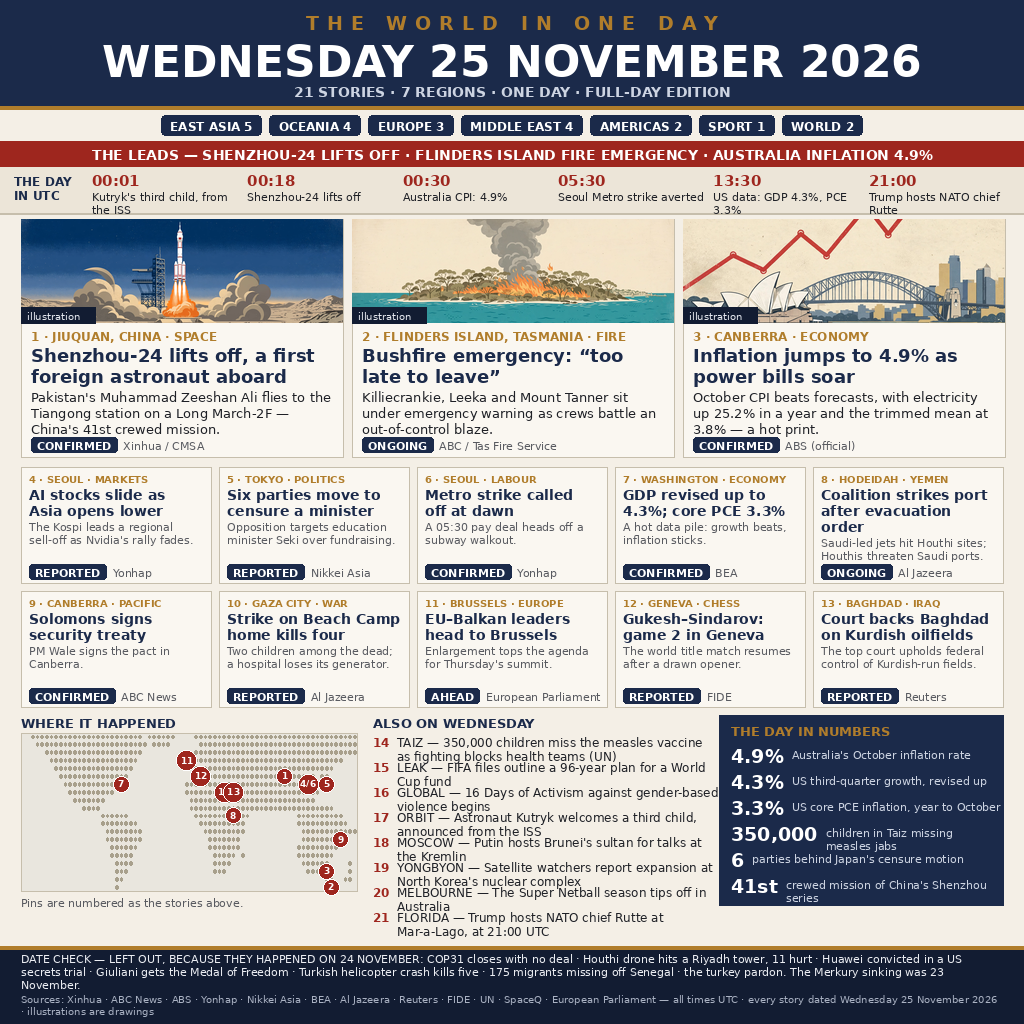 THE WORLD IN ONE DAY
WEDNESDAY 25 NOVEMBER 2026
21 STORIES · 7 REGIONS · ONE DAY · FULL-DAY EDITION
EAST ASIA 5 OCEANIA 4 EUROPE 3 MIDDLE EAST 4 AMERICAS 2 SPORT 1 WORLD 2
THE LEADS — SHENZHOU-24 LIFTS OFF · FLINDERS ISLAND FIRE EMERGENCY · AUSTRALIA INFLATION 4.9%
THE DAY
IN UTC
00:01
Kutryk's third child, from
the ISS
00:18
Shenzhou-24 lifts off
00:30
Australia CPI: 4.9%
05:30
Seoul Metro strike averted
13:30
US data: GDP 4.3%, PCE
3.3%
21:00
Trump hosts NATO chief
Rutte
illustration
1 · JIUQUAN, CHINA · SPACE
Shenzhou-24 lifts off, a first
foreign astronaut aboard
Pakistan's Muhammad Zeeshan Ali flies to the
Tiangong station on a Long March-2F —
China's 41st crewed mission.
CONFIRMED Xinhua / CMSA
illustration
2 · FLINDERS ISLAND, TASMANIA · FIRE
Bushfire emergency: “too
late to leave”
Killiecrankie, Leeka and Mount Tanner sit
under emergency warning as crews battle an
out-of-control blaze.
ONGOING ABC / Tas Fire Service
illustration
3 · CANBERRA · ECONOMY
Inflation jumps to 4.9% as
power bills soar
October CPI beats forecasts, with electricity
up 25.2% in a year and the trimmed mean at
3.8% — a hot print.
CONFIRMED ABS (official)
4 · SEOUL · MARKETS
AI stocks slide as
Asia opens lower
The Kospi leads a regional
sell-off as Nvidia's rally fades.
REPORTED Yonhap
5 · TOKYO · POLITICS
Six parties move to
censure a minister
Opposition targets education
minister Seki over fundraising.
REPORTED Nikkei Asia
6 · SEOUL · LABOUR
Metro strike called
off at dawn
A 05:30 pay deal heads off a
subway walkout.
CONFIRMED Yonhap
7 · WASHINGTON · ECONOMY
GDP revised up to
4.3%; core PCE 3.3%
A hot data pile: growth beats,
inflation sticks.
CONFIRMED BEA
8 · HODEIDAH · YEMEN
Coalition strikes port
after evacuation
order
Saudi-led jets hit Houthi sites;
Houthis threaten Saudi ports.
ONGOING Al Jazeera
9 · CANBERRA · PACIFIC
Solomons signs
security treaty
PM Wale signs the pact in
Canberra.
CONFIRMED ABC News
10 · GAZA CITY · WAR
Strike on Beach Camp
home kills four
Two children among the dead;
a hospital loses its generator.
REPORTED Al Jazeera
11 · BRUSSELS · EUROPE
EU–Balkan leaders
head to Brussels
Enlargement tops the agenda
for Thursday's summit.
AHEAD European Parliament
12 · GENEVA · CHESS
Gukesh–Sindarov:
game 2 in Geneva
The world title match resumes
after a drawn opener.
REPORTED FIDE
13 · BAGHDAD · IRAQ
Court backs Baghdad
on Kurdish oilfields
The top court upholds federal
control of Kurdish-run fields.
REPORTED Reuters
WHERE IT HAPPENED
11
12
7
1
4/6
5
13
8
9
3
2
Pins are numbered as the stories above.
ALSO ON WEDNESDAY
14 TAIZ — 350,000 children miss the measles vaccine
as fighting blocks health teams (UN)
15 LEAK — FIFA files outline a 96-year plan for a World
Cup fund
16 GLOBAL — 16 Days of Activism against gender-based
violence begins
17 ORBIT — Astronaut Kutryk welcomes a third child,
announced from the ISS
18 MOSCOW — Putin hosts Brunei's sultan for talks at
the Kremlin
19 YONGBYON — Satellite watchers report expansion at
North Korea's nuclear complex
20 MELBOURNE — The Super Netball season tips off in
Australia
21 FLORIDA — Trump hosts NATO chief Rutte at
Mar-a-Lago, at 21:00 UTC
THE DAY IN NUMBERS
4.9% Australia's October inflation rate
4.3% US third-quarter growth, revised up
3.3% US core PCE inflation, year to October
350,000 children in Taiz missing
measles jabs
6 parties behind Japan's censure motion
41st crewed mission of China's Shenzhou
series
DATE CHECK — LEFT OUT, BECAUSE THEY HAPPENED ON 24 NOVEMBER: COP31 closes with no deal · Houthi drone hits a Riyadh tower, 11 hurt · Huawei convicted in a US
secrets trial · Giuliani gets the Medal of Freedom · Turkish helicopter crash kills five · 175 migrants missing off Senegal · the turkey pardon. The Merkury sinking was 23
November.
Sources: Xinhua · ABC News · ABS · Yonhap · Nikkei Asia · BEA · Al Jazeera · Reuters · FIDE · UN · SpaceQ · European Parliament — all times UTC · every story dated Wednesday 25 November 2026
· illustrations are drawings